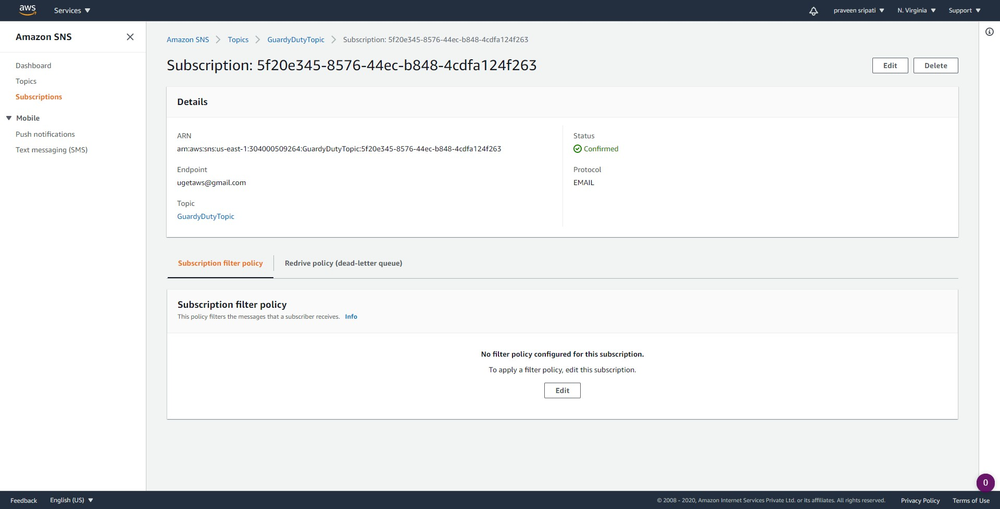 aws Services praveen sripati N. Virginia Support
Amazon SNS
Dashboard
Topics
Subscriptions
Mobile
Push notifications
Text messaging (SMS)
Amazon SNS Topics GuardyDutyTopic Subscription: 5f20e345-8576-44ec-b848-4cdfa124f263
Subscription: 5f20e345-8576-44ec-b848-4cdfa124f263
Edit Delete
Details
ARN
arn:aws:sns:us-east-1:304000509264:GuardyDutyTopic:5f20e345-8576-44ec-b848-4cdfa124f263
Endpoint
ugetaws@gmail.com
Topic
GuardyDutyTopic
Status
Confirmed
Protocol
EMAIL
Subscription filter policy Redrive policy (dead-letter queue)
Subscription filter policy
This policy filters the messages that a subscriber receives. Info
No filter policy configured for this subscription.
To apply a filter policy, edit this subscription.
Edit
0
Feedback English (US) © 2008 - 2020, Amazon Internet Services Private Ltd. or its affiliates. All rights reserved. Privacy Policy Terms of Use